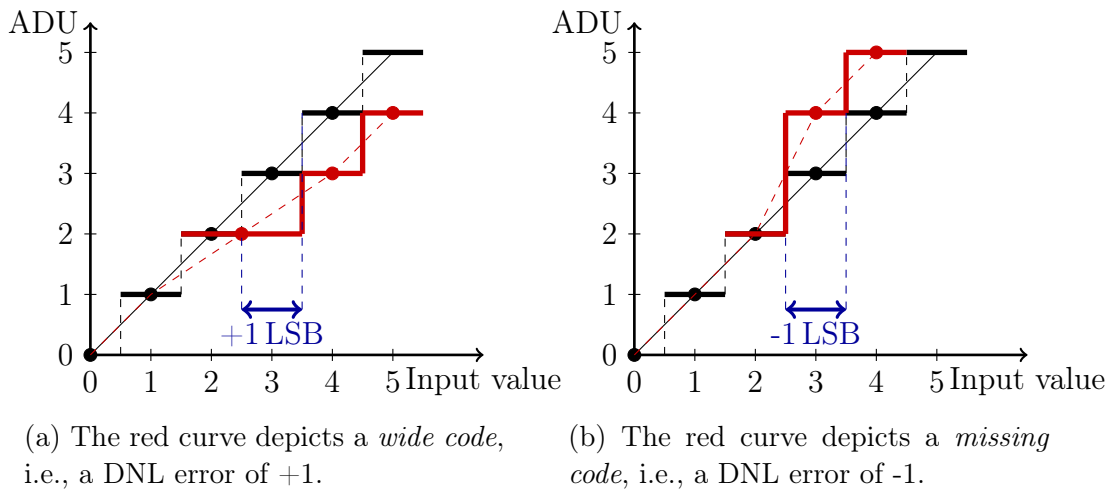 ADU
5
4
3
2
1
0
+1 LSB
0 1 2 3 4 5 Input value
(a) The red curve depicts a wide code,
i.e., a DNL error of +1.
ADU
5
4
3
2
1
0
-1 LSB
0 1 2 3 4 5 Input value
(b) The red curve depicts a missing
code, i.e., a DNL error of -1.